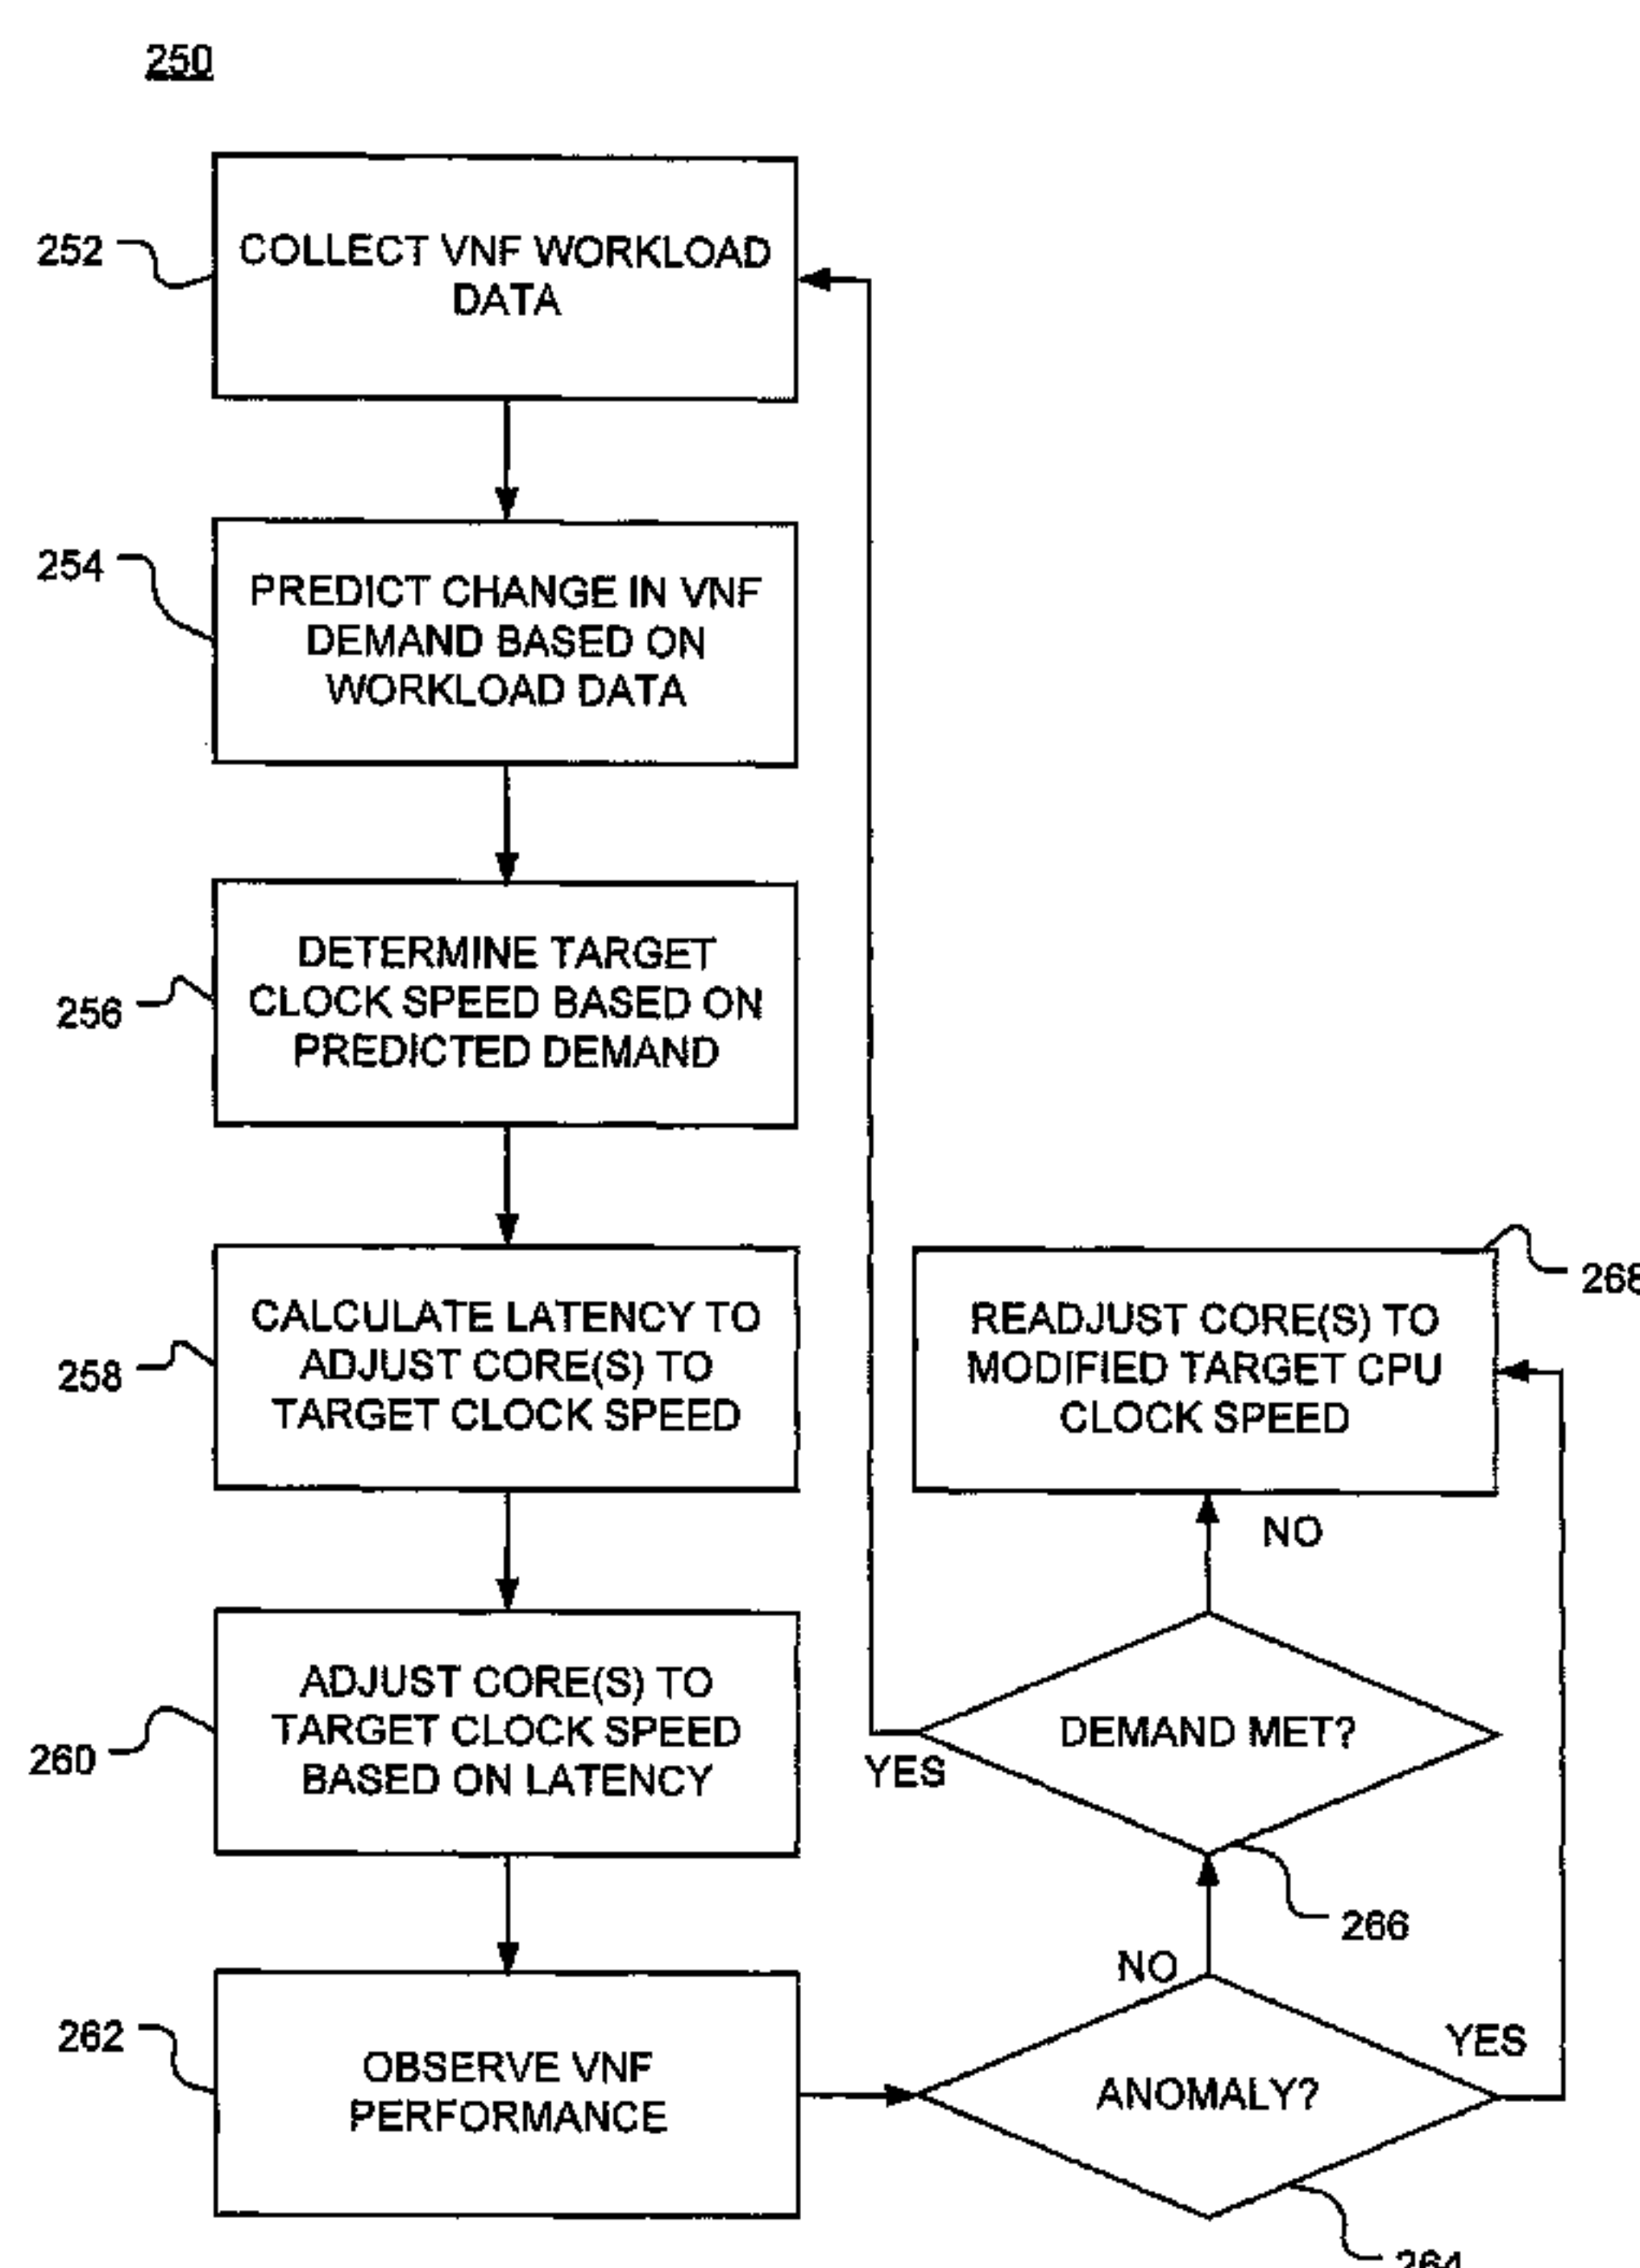 250
252
COLLECT VNF WORKLOAD
DATA
254
PREDICT CHANGE IN VNF
DEMAND BASED ON
WORKLOAD DATA
256
DETERMINE TARGET
CLOCK SPEED BASED ON
PREDICTED DEMAND
258
CALCULATE LATENCY TO
ADJUST CORE(S) TO
TARGET CLOCK SPEED
268
READJUST CORE(S) TO
MODIFIED TARGET CPU
CLOCK SPEED
NO
260
ADJUST CORE(S) TO
TARGET CLOCK SPEED
BASED ON LATENCY
DEMAND MET?
YES
266
NO
YES
262
OBSERVE VNF
PERFORMANCE
ANOMALY?
264